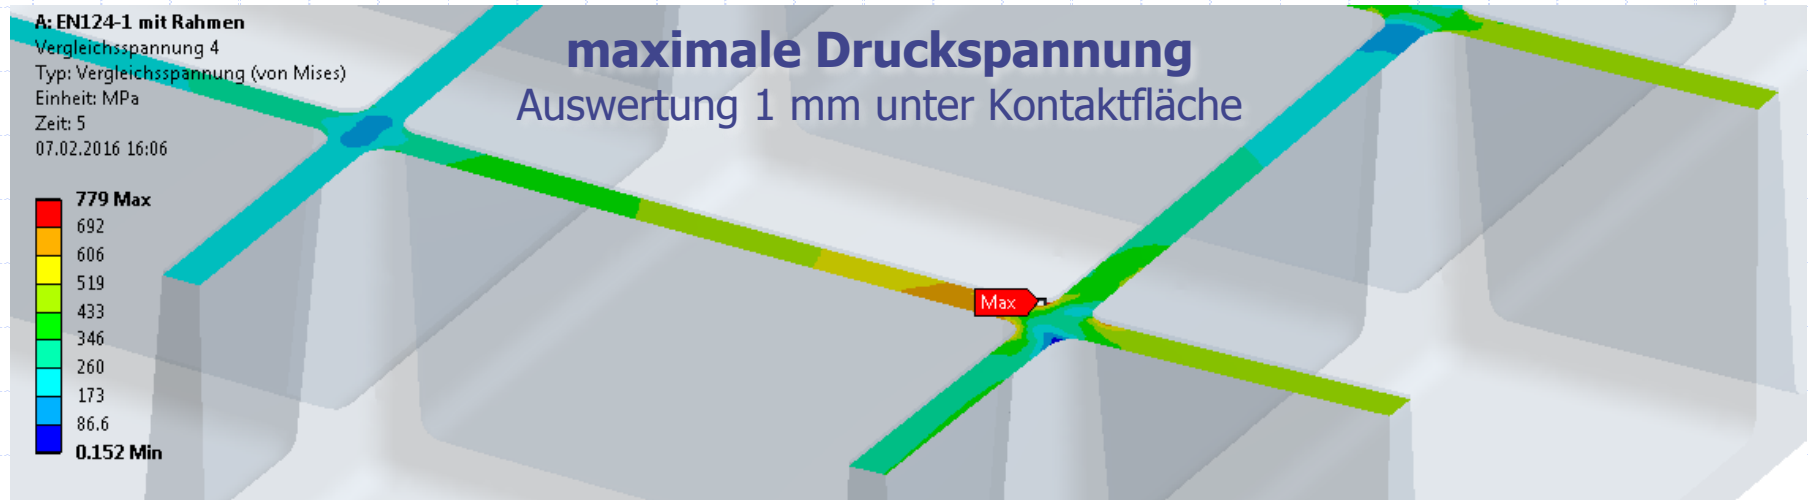 A: EN124-1 mit Rahmen
Vergleichsspannung 4
Typ: Vergleichsspannung (von Mises)
Einheit: MPa
Zeit: 5
07.02.2016 16:06
maximale Druckspannung
Auswertung 1 mm unter Kontaktfläche
779 Max
692
606
519
433
346
260
173
86.6
0.152 Min
Max